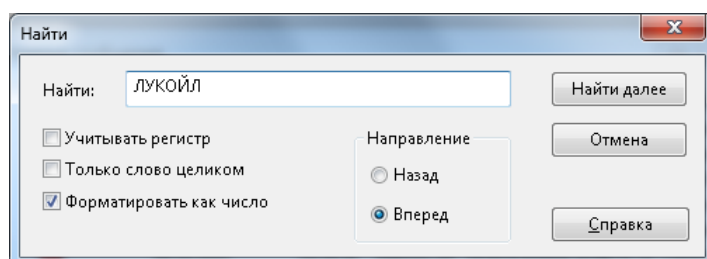 Найти
Найти: ЛУКОЙЛ
Найти далее
Учитывать регистр
Направление
Отмена
Только слово целиком
Назад
Форматировать как число
Вперед
Справка